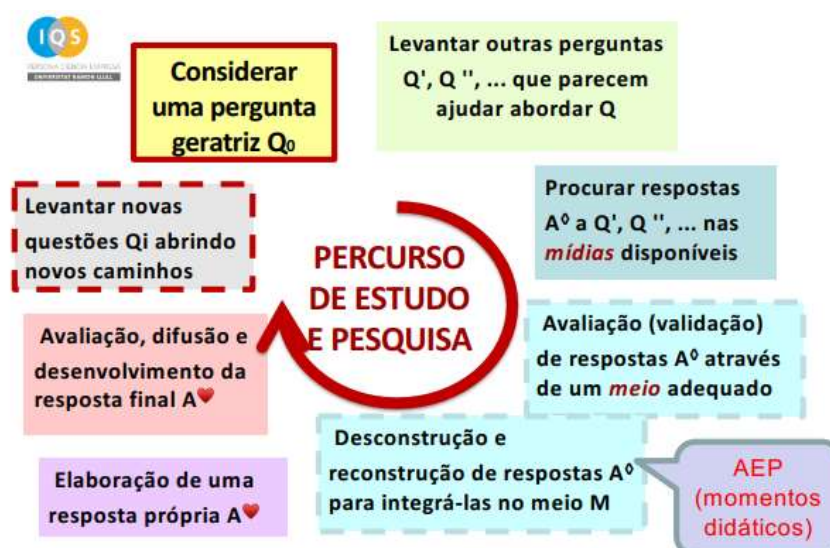 IQS
UNIVERSITAT RAMON LLULL
Considerar
uma pergunta
geratriz Q₀
Levantar outras perguntas
Q', Q '', ... que parecem
ajudar abordar Q
Procurar respostas
A◊ a Q', Q '', ... nas
mídias disponíveis
Avaliação (validação)
de respostas A◊ através
de um meio adequado
Desconstrução e
reconstrução de respostas A◊
para integrá-las no meio M
AEP
(momentos
didáticos)
Elaboração de uma
resposta própria A♥
Avaliação, difusão e
desenvolvimento da
resposta final A♥
Levantar novas
questões Qi abrindo
novos caminhos
PERCURSO
DE ESTUDO
E PESQUISA